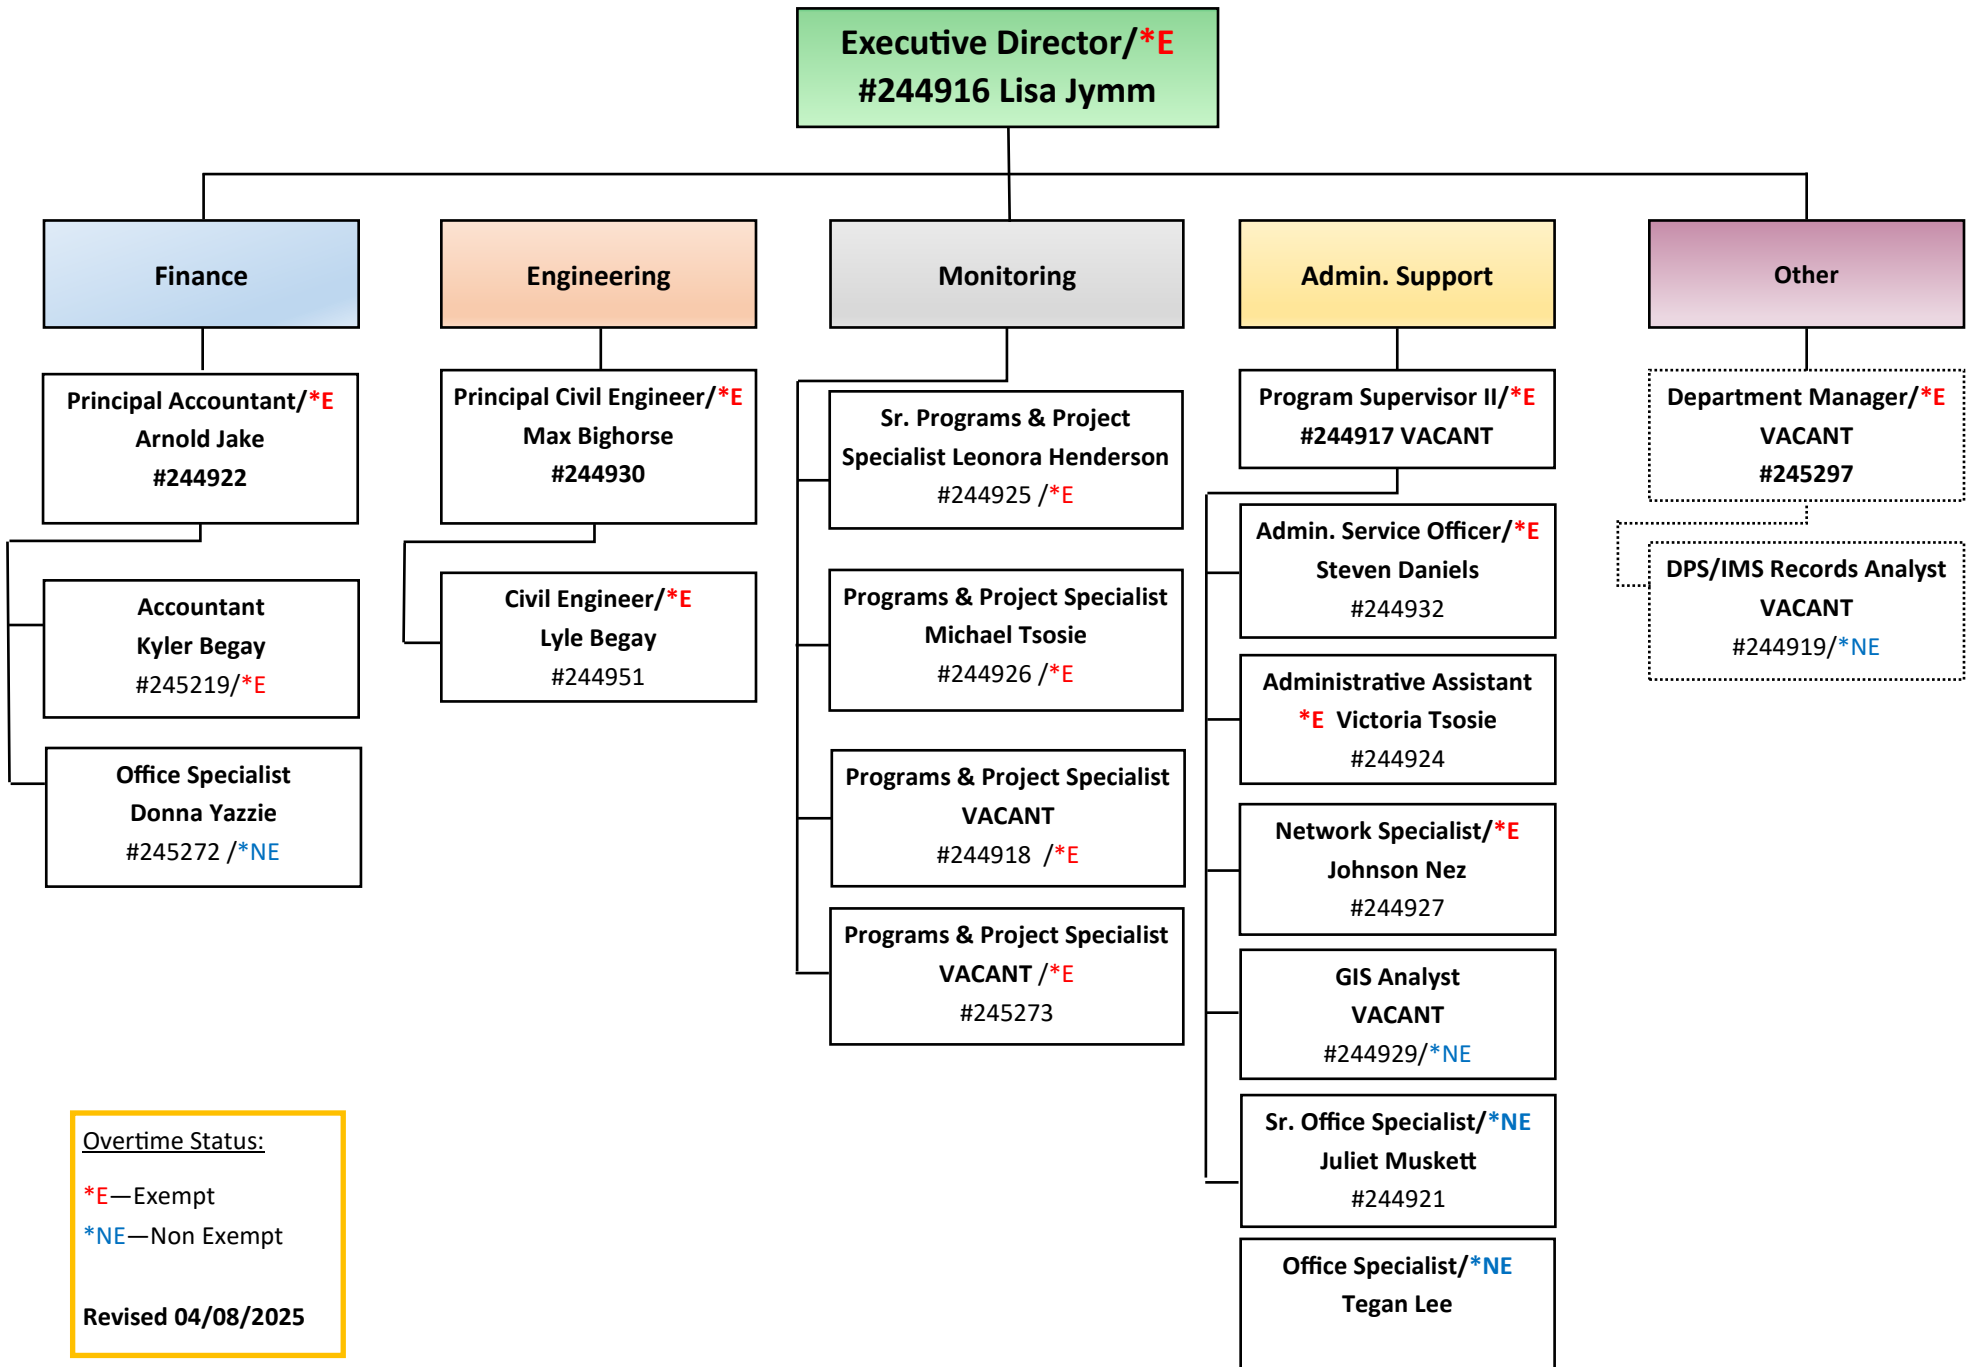 Executive Director/*E
#244916 Lisa Jymm
Finance
Engineering
Monitoring
Admin. Support
Other
Principal Accountant/*E
Arnold Jake
#244922
Accountant
Kyler Begay
#245219/*E
Office Specialist
Donna Yazzie
#245272 /*NE
Principal Civil Engineer/*E
Max Bighorse
#244930
Civil Engineer/*E
Lyle Begay
#244951
Sr. Programs & Project
Specialist Leonora Henderson
#244925 /*E
Programs & Project Specialist
Michael Tsosie
#244926 /*E
Programs & Project Specialist
VACANT
#244918 /*E
Programs & Project Specialist
VACANT /*E
#245273
Program Supervisor II/*E
#244917 VACANT
Admin. Service Officer/*E
Steven Daniels
#244932
Administrative Assistant
*E Victoria Tsosie
#244924
Network Specialist/*E
Johnson Nez
#244927
GIS Analyst
VACANT
#244929/*NE
Sr. Office Specialist/*NE
Juliet Muskett
#244921
Office Specialist/*NE
Tegan Lee
Department Manager/*E
VACANT
#245297
DPS/IMS Records Analyst
VACANT
#244919/*NE
Overtime Status:
*E—Exempt
*NE—Non Exempt
Revised 04/08/2025